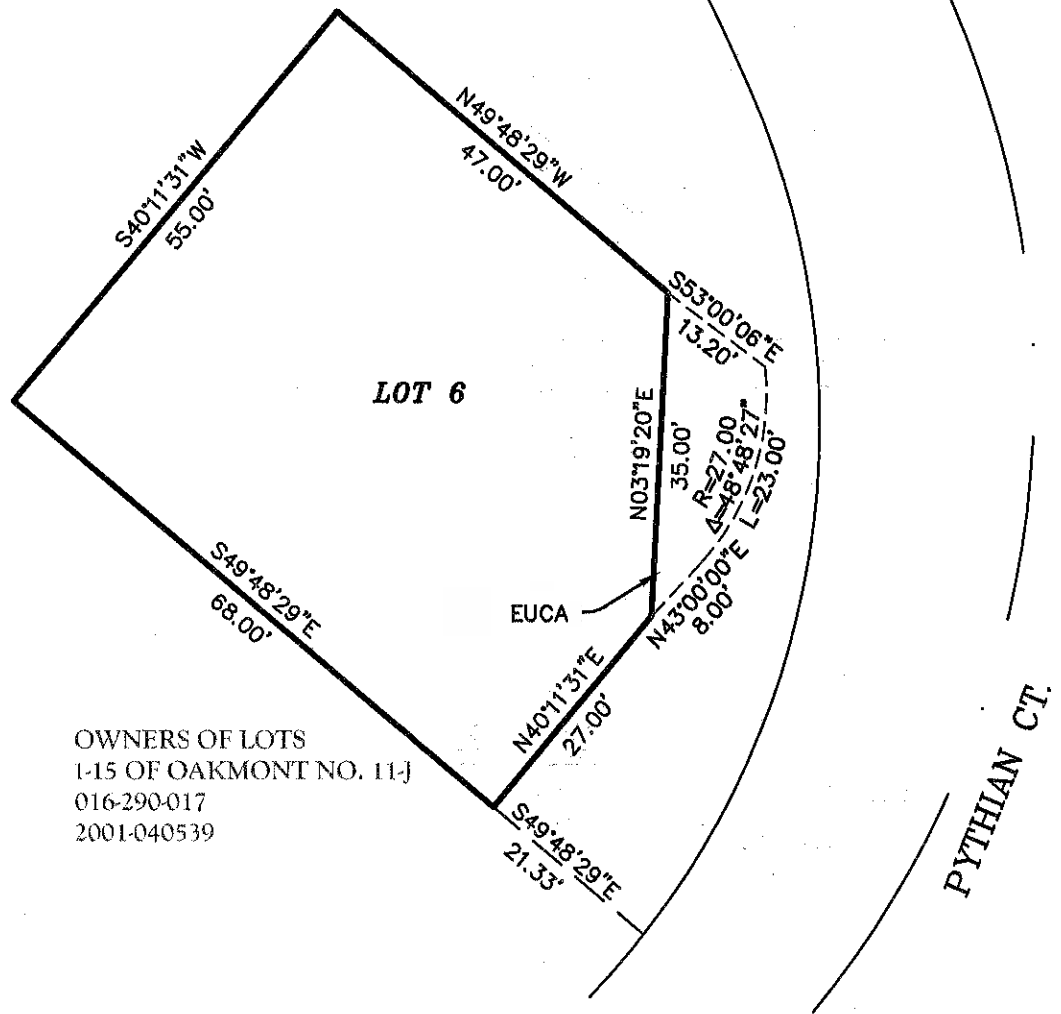 N49°48'29"W
47.00'
S40°11'31"W
55.00'
S53°00'06"E
13.20'
LOT 6
N03°19'20"E
35.00'
R=27.00
Δ=48°48'27"
L=23.00'
S49°48'29"E
68.00'
EUCA
N43°00'00"E
8.00'
N40°11'31"E
27.00'
OWNERS OF LOTS
1-15 OF OAKMONT NO. 11-J
016-290-017
2001-040539
S49°48'29"E
21.33'
PYTHIAN CT.